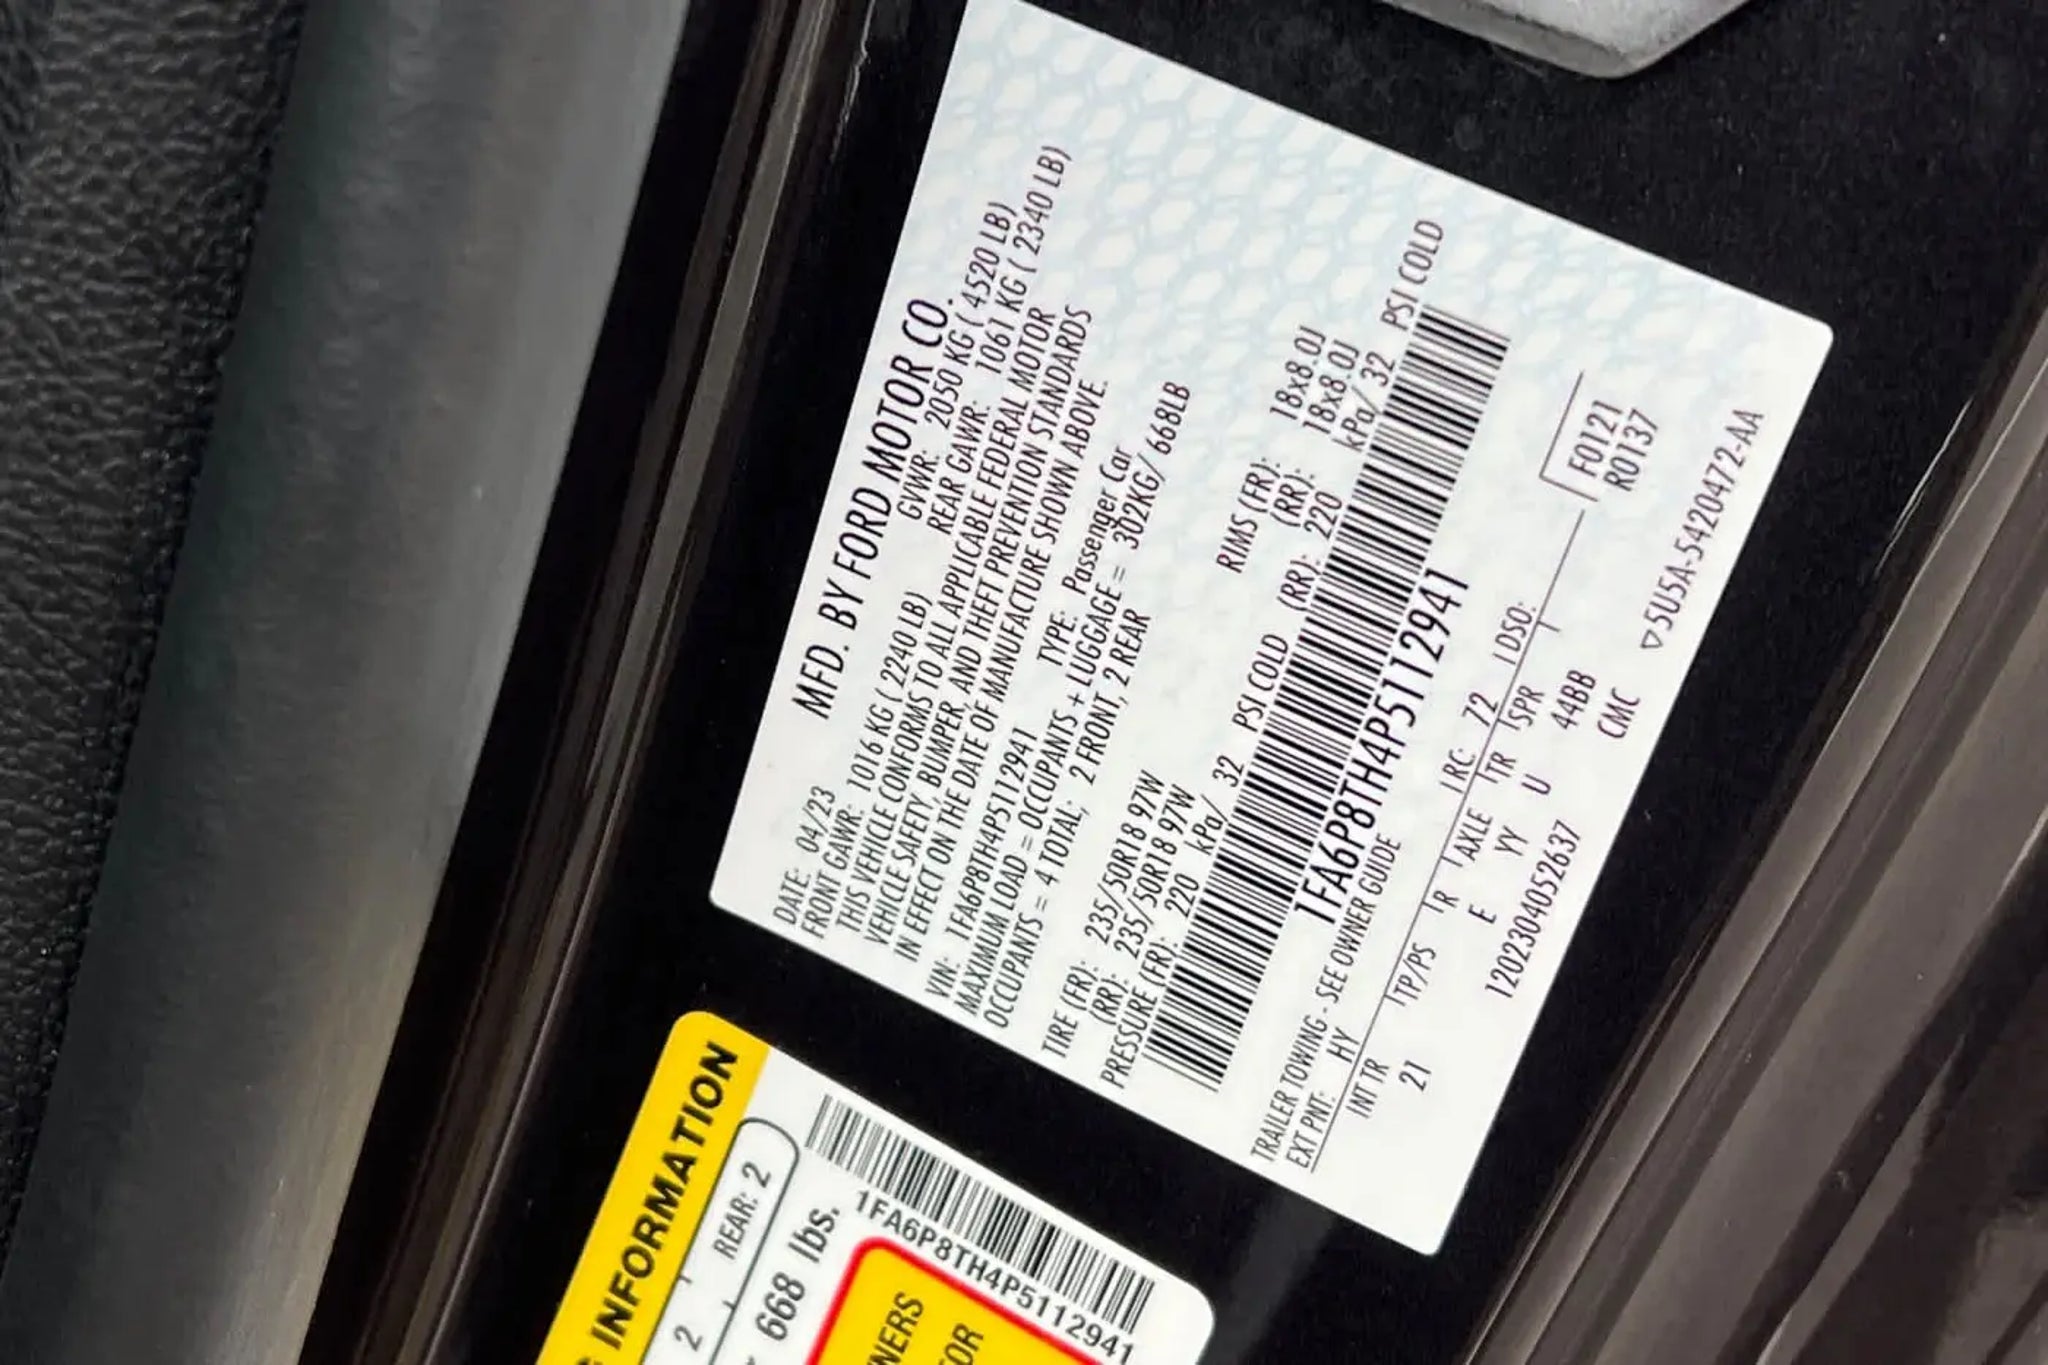 MFD. BY FORD MOTOR CO.
DATE: 04/23 GVWR: 2050 KG ( 4520 LB)
FRONT GAWR: 1016 KG ( 2240 LB) REAR GAWR: 1061 KG ( 2340 LB)
THIS VEHICLE CONFORMS TO ALL APPLICABLE FEDERAL MOTOR
VEHICLE SAFETY, BUMPER, AND THEFT PREVENTION STANDARDS
IN EFFECT ON THE DATE OF MANUFACTURE SHOWN ABOVE.
VIN: 1FA6P8TH4P5112941 TYPE: Passenger Car
MAXIMUM LOAD = OCCUPANTS + LUGGAGE = 302KG/ 668LB
OCCUPANTS = 4 TOTAL; 2 FRONT, 2 REAR
TIRE (FR): 235/50R18 97W RIMS (FR): 18x8.0J
(RR): 235/50R18 97W (RR): 18x8.0J
PRESSURE (FR): 220 kPa/ 32 PSI COLD (RR): 220 kPa/ 32 PSI COLD
1FA6P8TH4P5112941
TRAILER TOWING - SEE OWNER GUIDE
EXT PNT: HY RC: 72 DSO:
INT TR TP/PS R AXLE TR SPR
21 E YY U 44BB
F0121
R0137
12023040526​37 CMC
▽5U5A-5420472-AA
INFORMATION
2 REAR: 2
668 lbs.
1FA6P8TH4P5112941